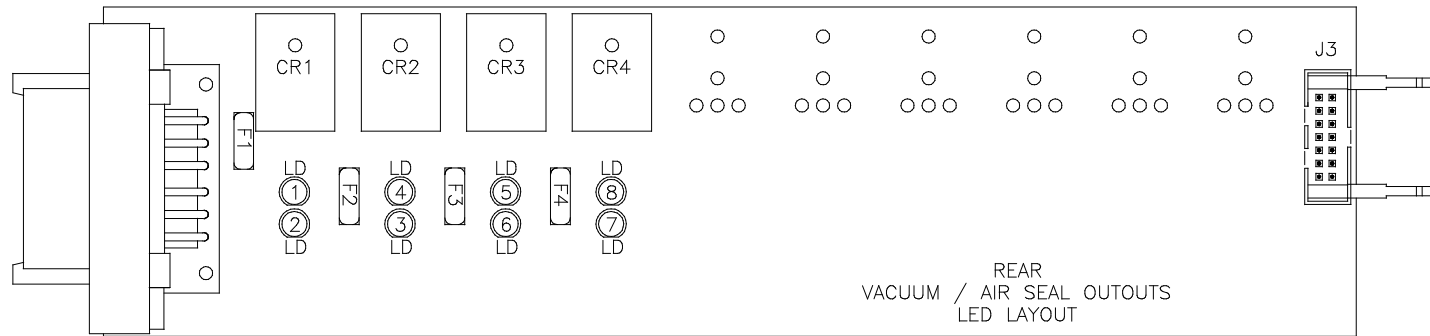 J3
CR1 CR2 CR3 CR4
F1
LD LD LD LD
1 F2 4 F3 5 F4 8
2 3 6 7
LD LD LD LD
REAR
VACUUM / AIR SEAL OUTOUTS
LED LAYOUT